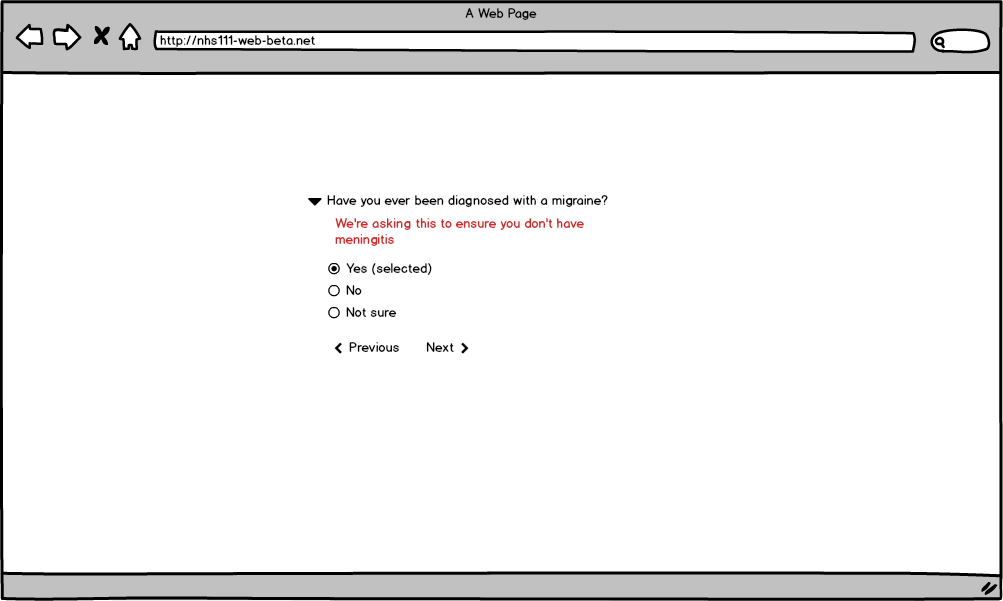 A Web Page
http://nhs111-web-beta.net
Have you ever been diagnosed with a migraine?
We're asking this to ensure you don't have
meningitis
Yes (selected)
No
Not sure
Previous Next